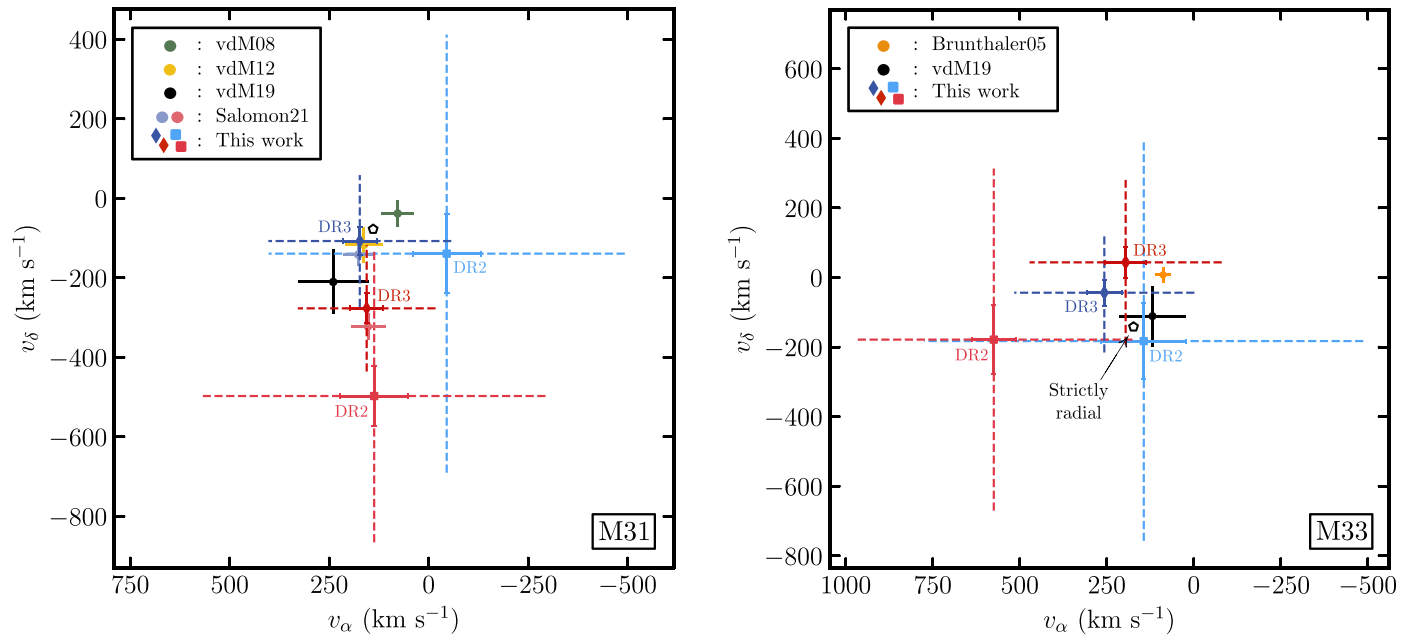 400
200
0
−200
−400
−600
−800
v_δ (km s⁻¹)
: vdM08
: vdM12
: vdM19
: Salomon21
: This work
DR3
DR2
DR3
DR2
M31
750
500
250
0
−250
−500
v_α (km s⁻¹)
600
400
200
0
−200
−400
−600
−800
v_δ (km s⁻¹)
: Brunthaler05
: vdM19
: This work
DR3
DR3
DR2
DR2
Strictly
radial
M33
1000
750
500
250
0
−250
−500
v_α (km s⁻¹)